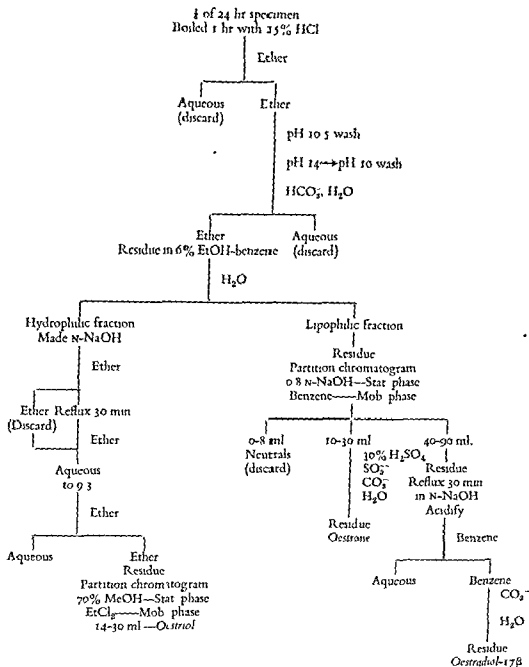 ¼ of 24 hr specimen
Boiled 1 hr with 15% HCl
Ether
Aqueous
(discard)
Ether
pH 10 5 wash
pH 14→pH 10 wash
HCO₃⁻, H₂O
Ether
Residue in 6% EtOH-benzene
Aqueous
(discard)
H₂O
Hydrophilic fraction
Made N-NaOH
Ether
Ether
(Discard)
Reflux 30 min
Ether
Aqueous
to 9 3
Ether
Aqueous
Ether
Residue
Partition chromatogram
70% MeOH—Stat phase
EtCl₂——Mob phase
14-30 ml—Oestriol
Lipophilic fraction
Residue
Partition chromatogram
0 8 N-NaOH—Stat phase
Benzene——Mob phase
0-8 ml
Neutrals
(discard)
10-30 ml
30% H₂SO₄
SO₃⁻⁻
CO₃⁻
H₂O
Residue
Oestrone
40-90 ml.
Residue
Reflux 30 min
in N-NaOH
Acidify
Benzene
Aqueous
Benzene
CO₂⁻
H₂O
Residue
Oestradiol-17β